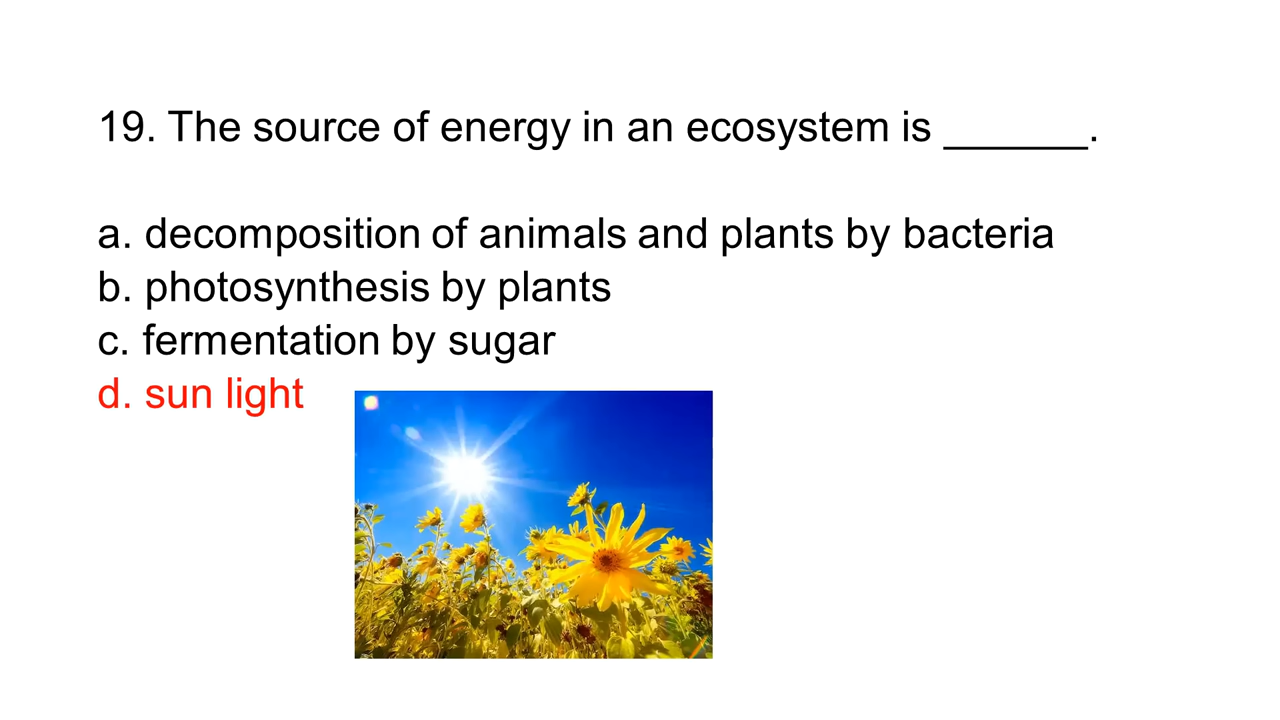 19. The source of energy in an ecosystem is ______.
a. decomposition of animals and plants by bacteria
b. photosynthesis by plants
c. fermentation by sugar
d. sun light